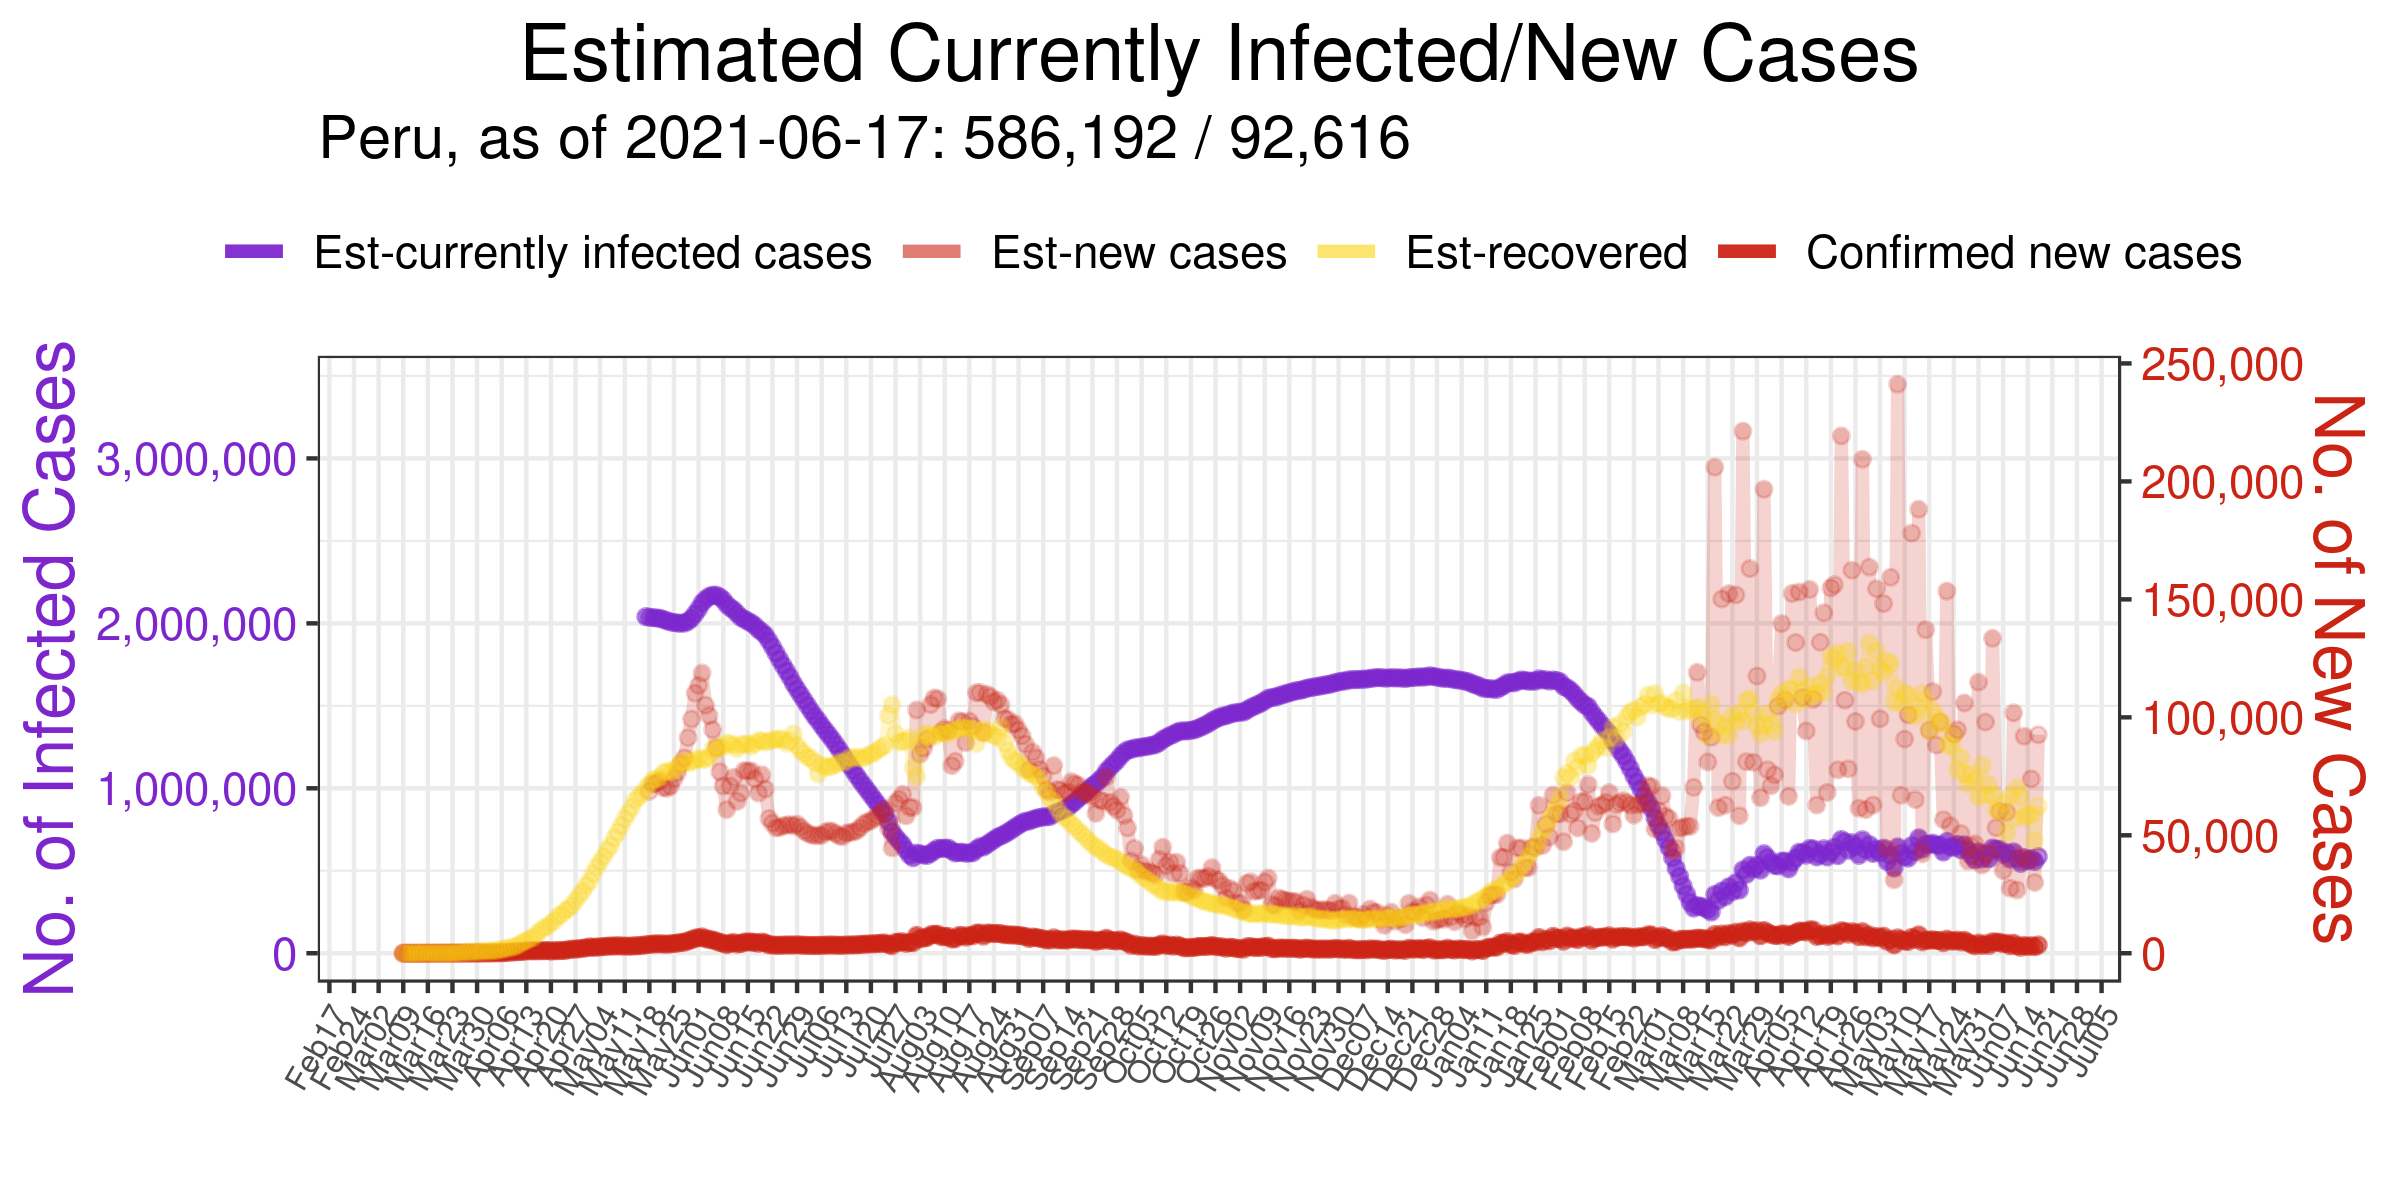 Estimated Currently Infected/New Cases
Peru, as of 2021-06-17: 586,192 / 92,616
Est-currently infected cases Est-new cases Est-recovered Confirmed new cases
No. of Infected Cases
3,000,000
2,000,000
1,000,000
0
250,000
200,000
150,000
100,000
50,000
0
No. of New Cases
Feb17 Feb24 Mar02 Mar09 Mar16 Mar23 Mar30 Apr06 Apr13 Apr20 Apr27 May04 May11 May18 May25 Jun01 Jun08 Jun15 Jun22 Jun29 Jul06 Jul13 Jul20 Jul27 Aug03 Aug10 Aug17 Aug24 Aug31 Sep07 Sep14 Sep21 Sep28 Oct05 Oct12 Oct19 Oct26 Nov02 Nov09 Nov16 Nov23 Nov30 Dec07 Dec14 Dec21 Dec28 Jan04 Jan11 Jan18 Jan25 Feb01 Feb08 Feb15 Feb22 Mar01 Mar08 Mar15 Mar22 Mar29 Apr05 Apr12 Apr19 Apr26 May03 May10 May17 May24 May31 Jun07 Jun14 Jun21 Jun28 Jul05